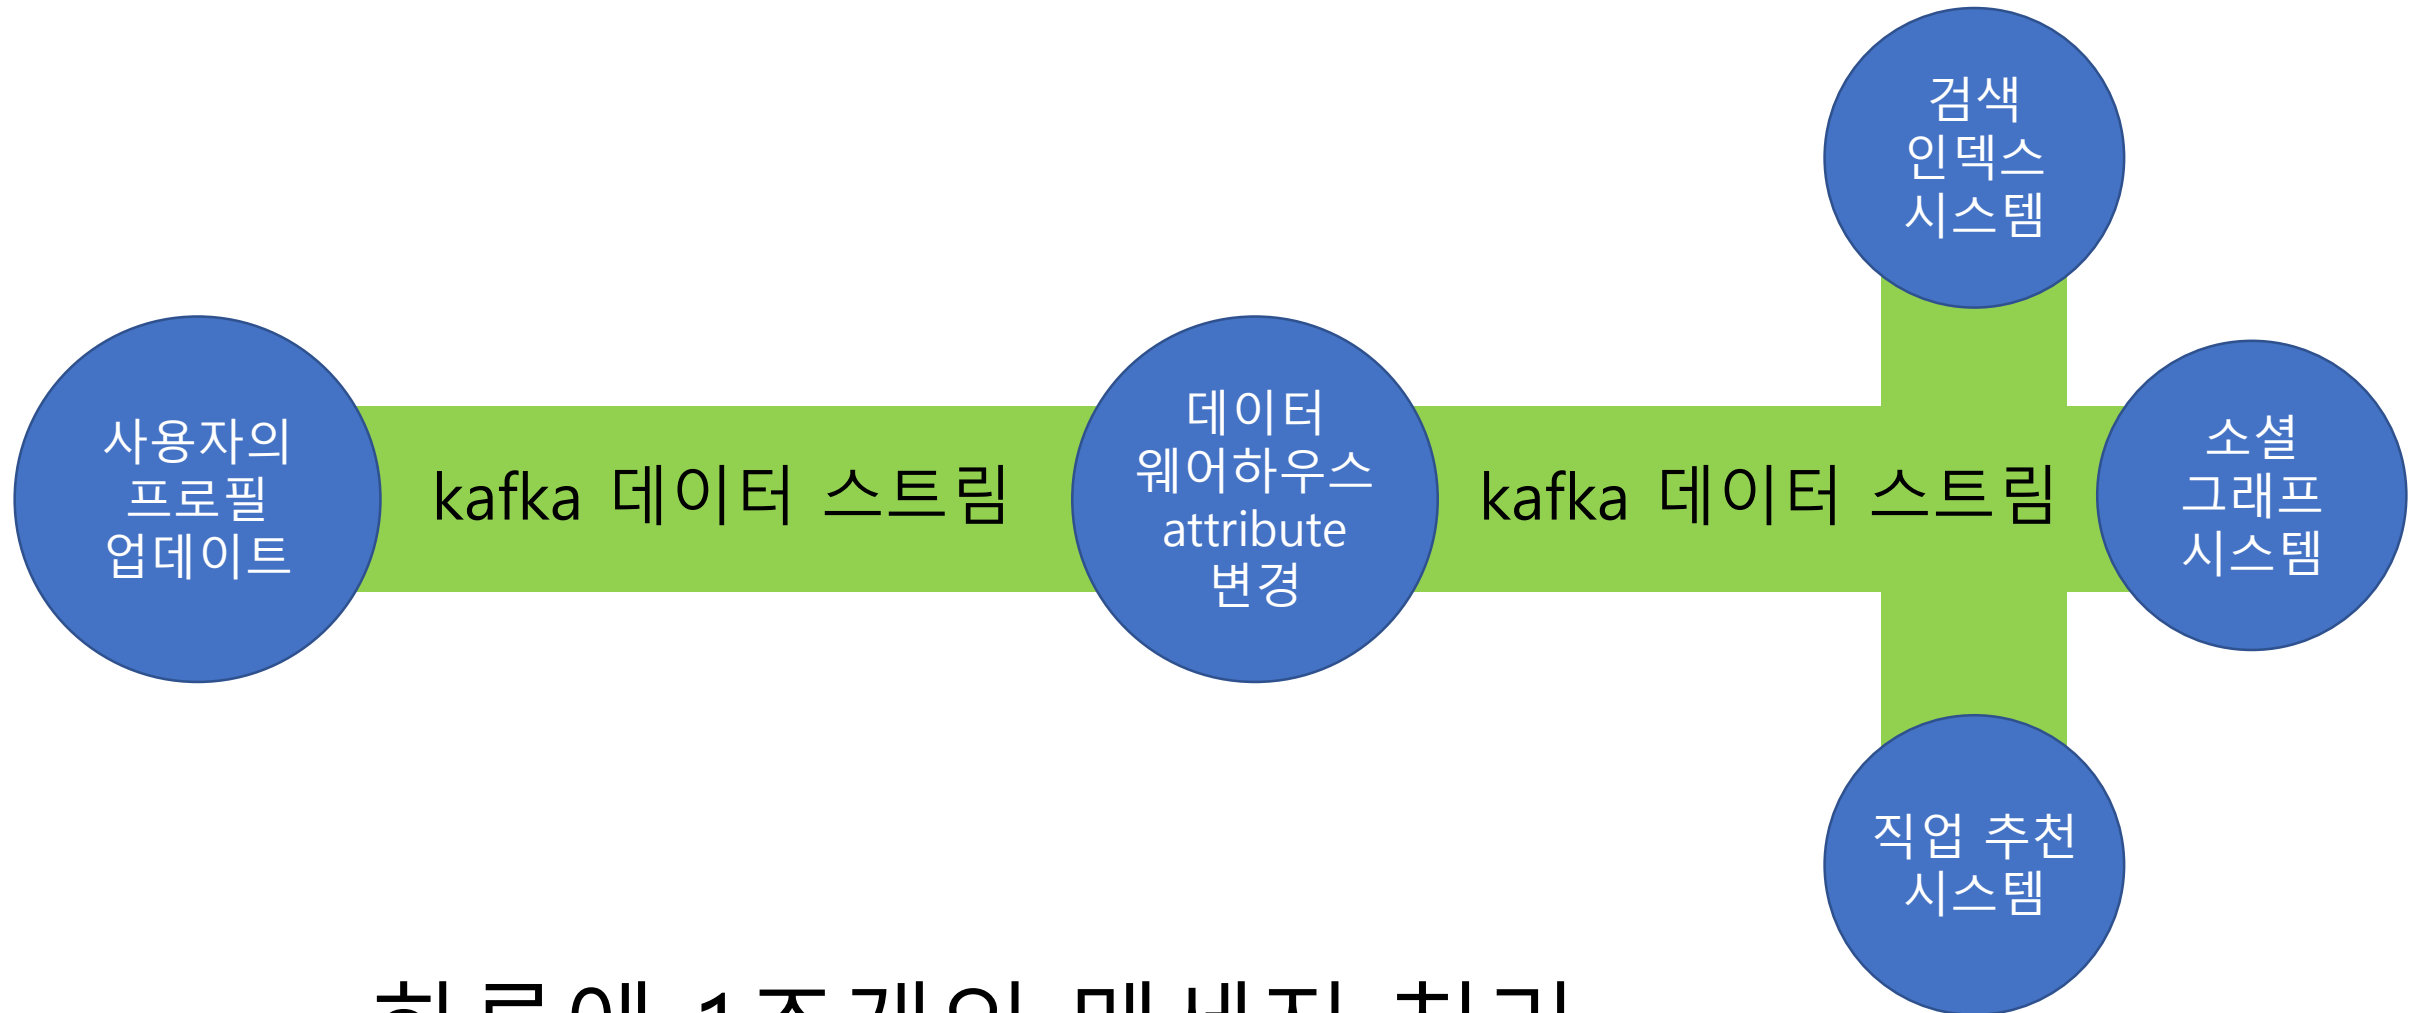 검색
인덱스
시스템
사용자의
프로필
업데이트
kafka 데이터 스트림
데이터
웨어하우스
attribute
변경
kafka 데이터 스트림
소셜
그래프
시스템
직업 추천
시스템